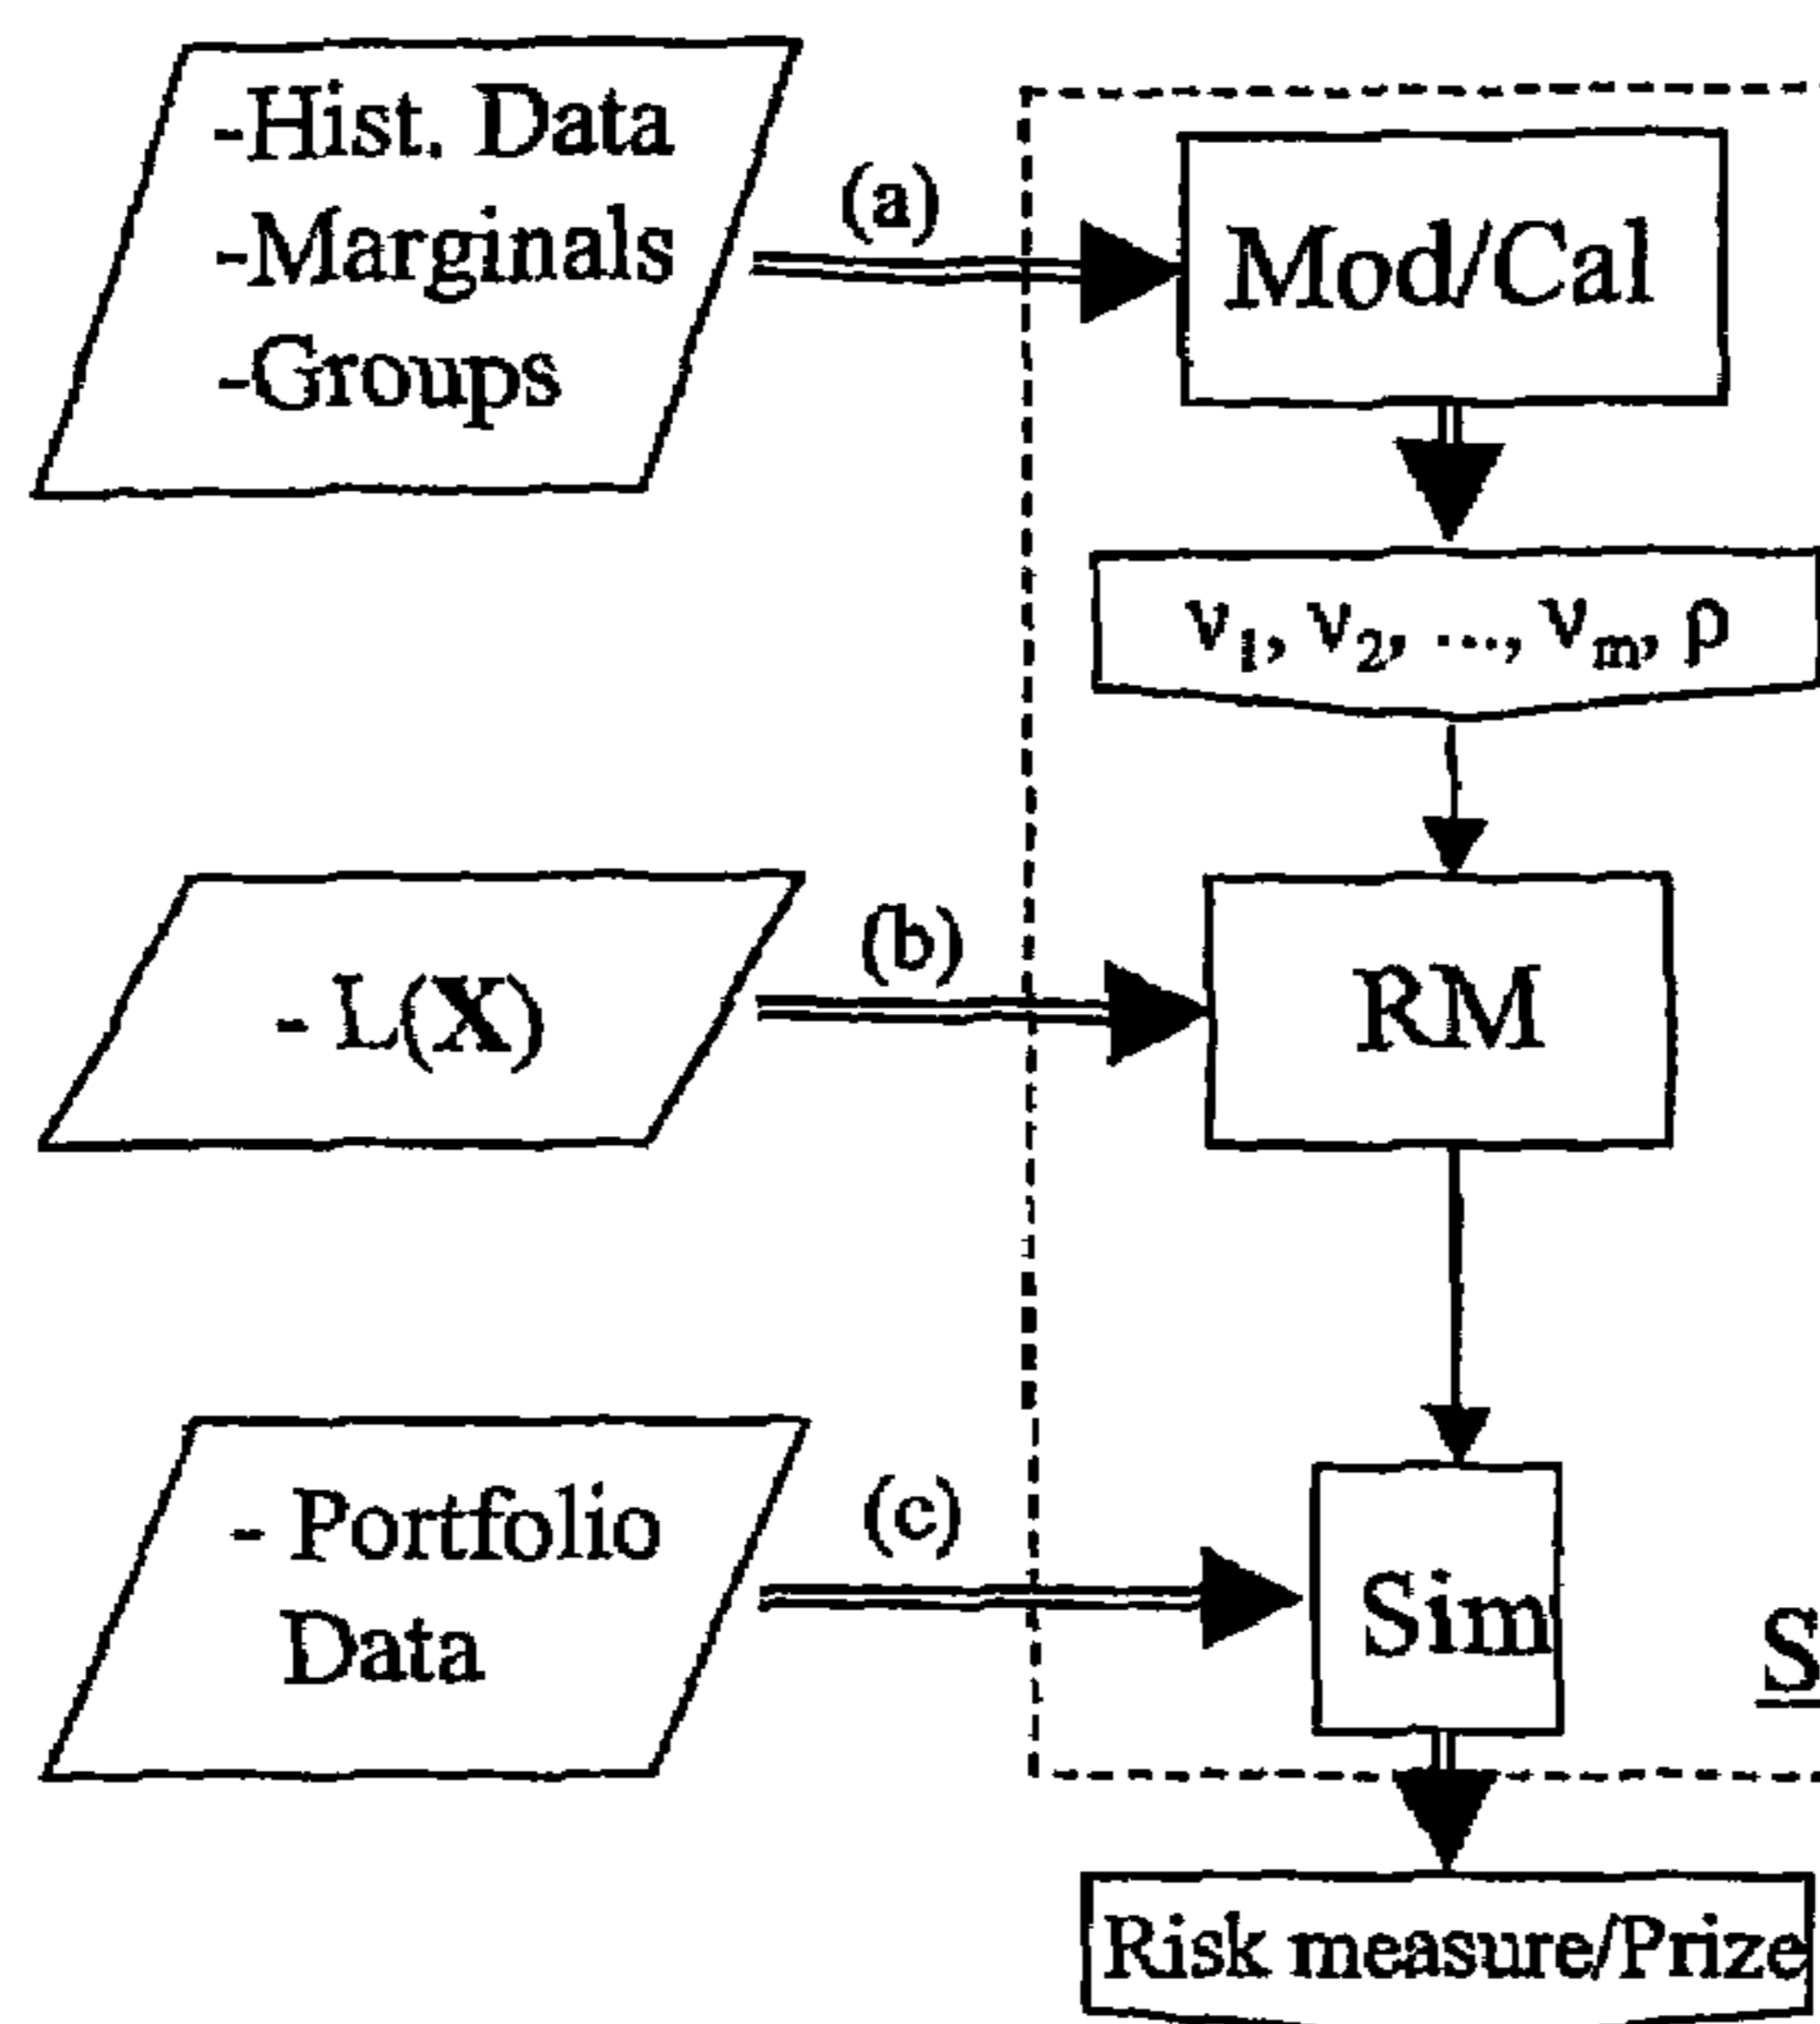 -Hist. Data
-Marginals
-Groups
(a)
Mod/Cal
ν₁, ν₂, ..., νₘ, ρ
- L(X)
(b)
RM
- Portfolio
Data
(c)
Sim
S
Risk measure/Prize